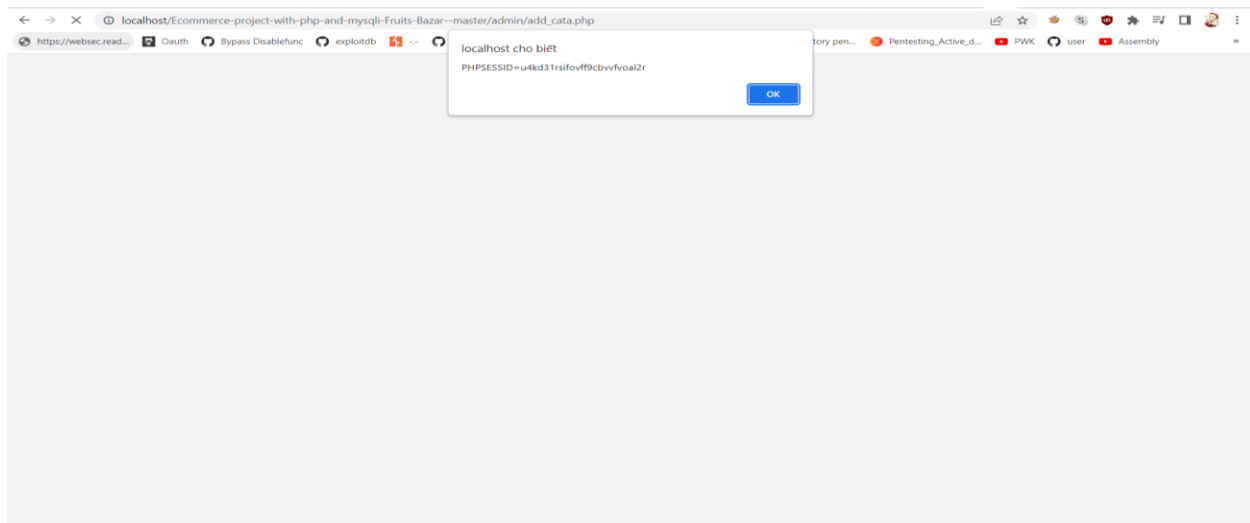 localhost/Ecommerce-project-with-php-and-mysqli-Fruits-Bazar--master/admin/add_cata.php
https://websec.read... Oauth Bypass Disablefunc exploitdb -.- tory pen... Pentesting_Active_d... PWK user Assembly »
localhost cho biết
PHPSESSID=u4kd31rsifovff9cbvvfvoal2r
OK